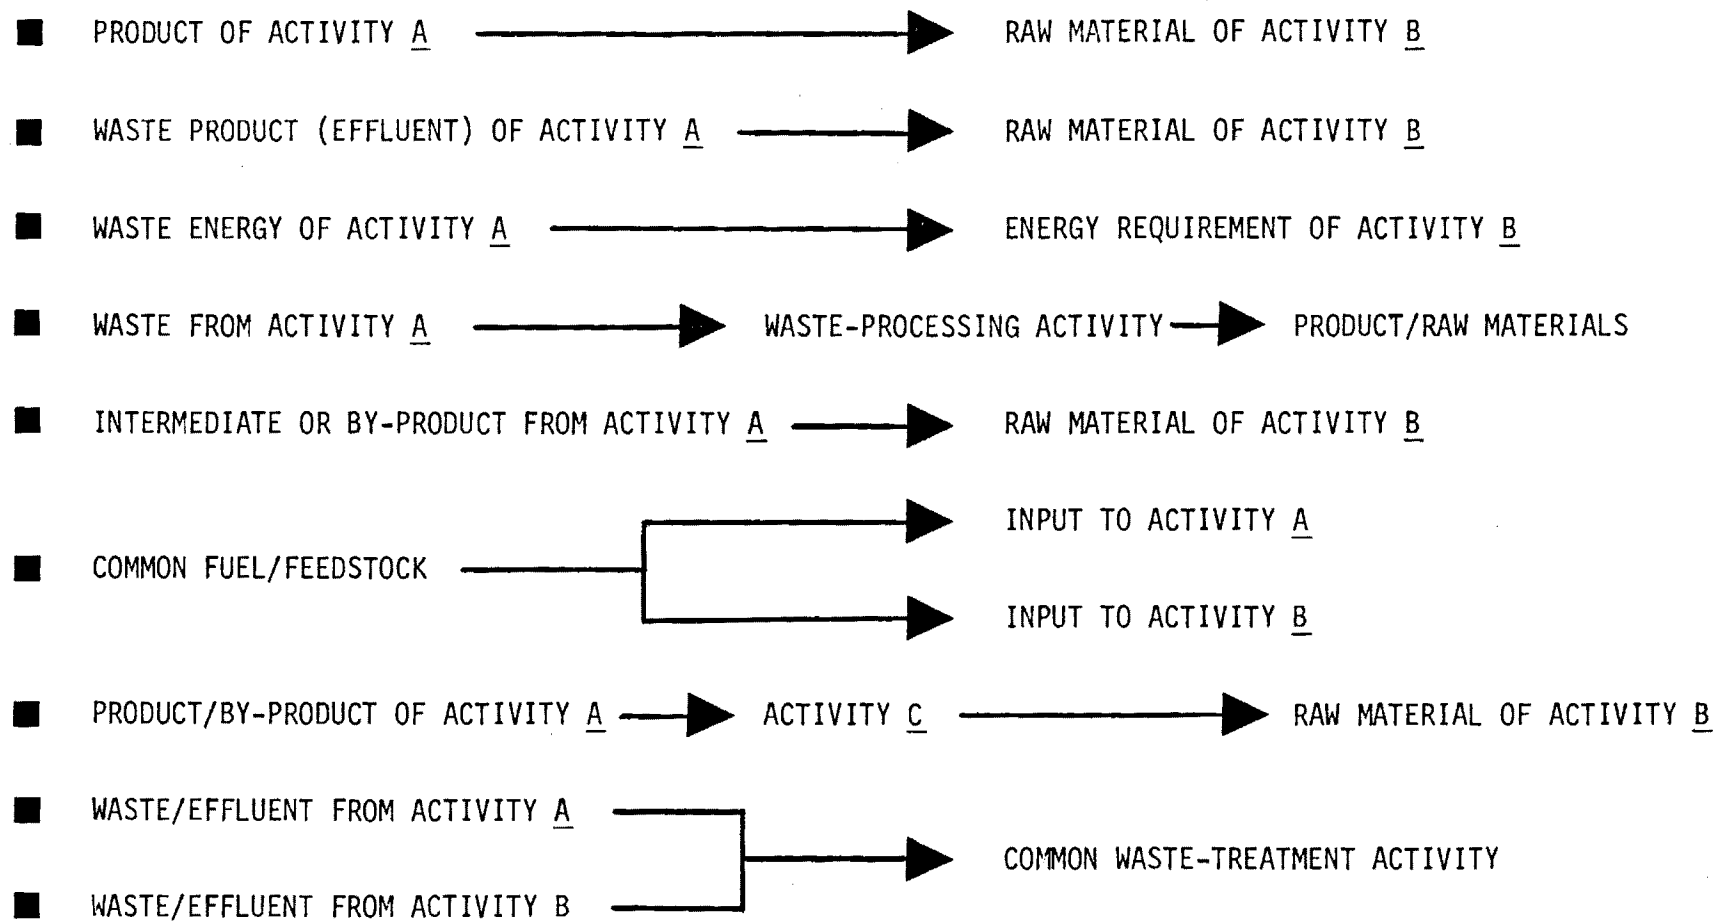 ■ PRODUCT OF ACTIVITY A RAW MATERIAL OF ACTIVITY B
■ WASTE PRODUCT (EFFLUENT) OF ACTIVITY A RAW MATERIAL OF ACTIVITY B
■ WASTE ENERGY OF ACTIVITY A ENERGY REQUIREMENT OF ACTIVITY B
■ WASTE FROM ACTIVITY A WASTE-PROCESSING ACTIVITY PRODUCT/RAW MATERIALS
■ INTERMEDIATE OR BY-PRODUCT FROM ACTIVITY A RAW MATERIAL OF ACTIVITY B
INPUT TO ACTIVITY A
■ COMMON FUEL/FEEDSTOCK
INPUT TO ACTIVITY B
■ PRODUCT/BY-PRODUCT OF ACTIVITY A ACTIVITY C RAW MATERIAL OF ACTIVITY B
■ WASTE/EFFLUENT FROM ACTIVITY A
COMMON WASTE-TREATMENT ACTIVITY
■ WASTE/EFFLUENT FROM ACTIVITY B